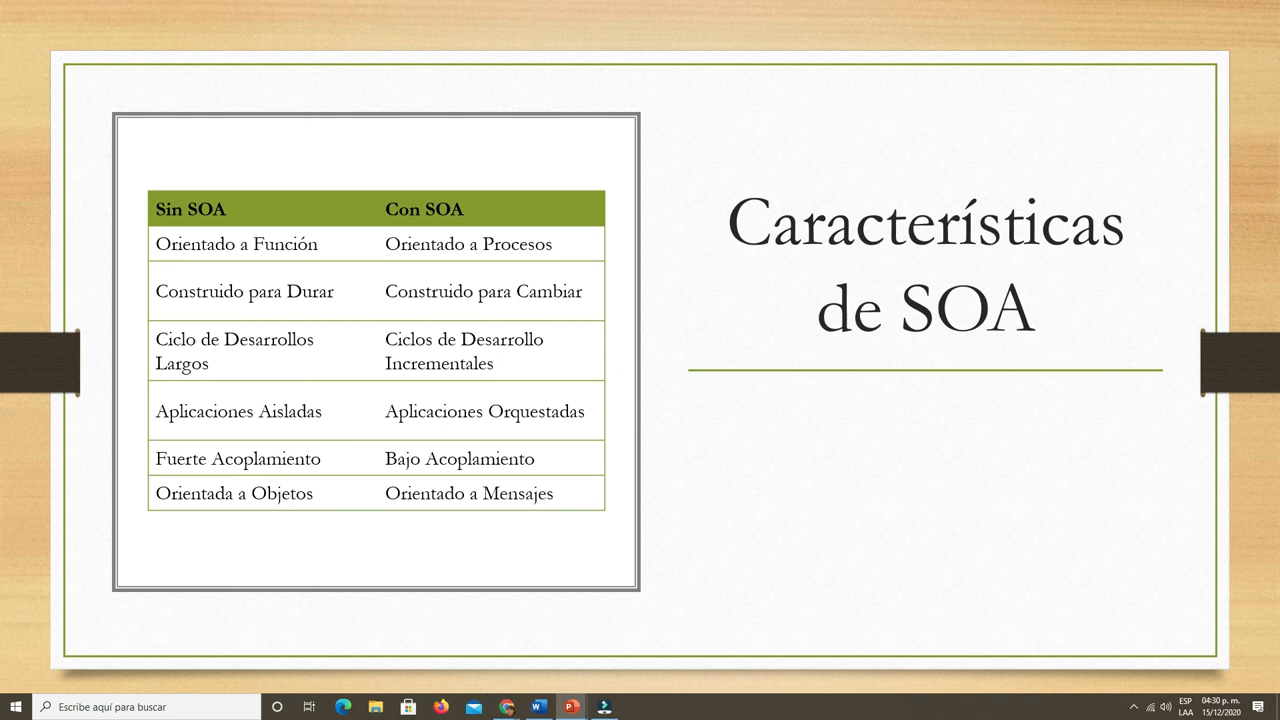 Sin SOA Con SOA
Orientado a Función Orientado a Procesos
Construido para Durar Construido para Cambiar
Ciclo de Desarrollos Ciclos de Desarrollo
Largos Incrementales
Aplicaciones Aisladas Aplicaciones Orquestadas
Fuerte Acoplamiento Bajo Acoplamiento
Orientada a Objetos Orientado a Mensajes
Características
de SOA
Escribe aquí para buscar
ESP 04:30 p. m.
LAA 15/12/2020